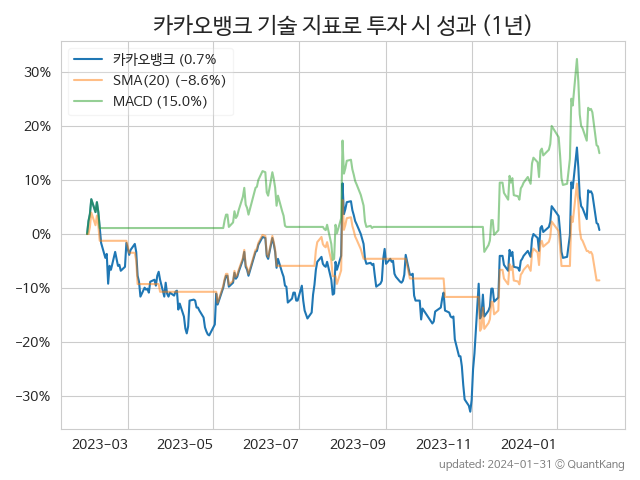 카카오뱅크 기술 지표로 투자 시 성과 (1년)
카카오뱅크 (0.7%
SMA(20) (−8.6%)
MACD (15.0%)
30%
20%
10%
0%
−10%
−20%
−30%
2023-03 2023-05 2023-07 2023-09 2023-11 2024-01
updated: 2024-01-31 © QuantKang